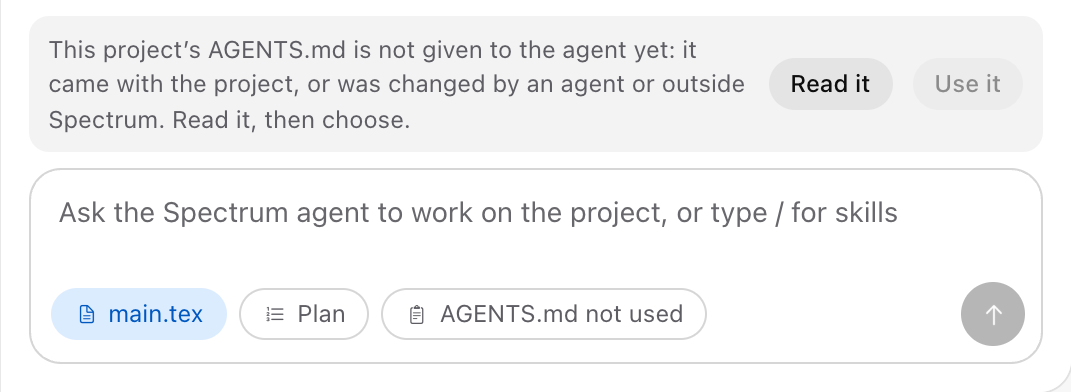 This project’s AGENTS.md is not given to the agent yet: it
came with the project, or was changed by an agent or outside
Spectrum. Read it, then choose.
Read it
Use it
Ask the Spectrum agent to work on the project, or type / for skills
main.tex
Plan
AGENTS.md not used